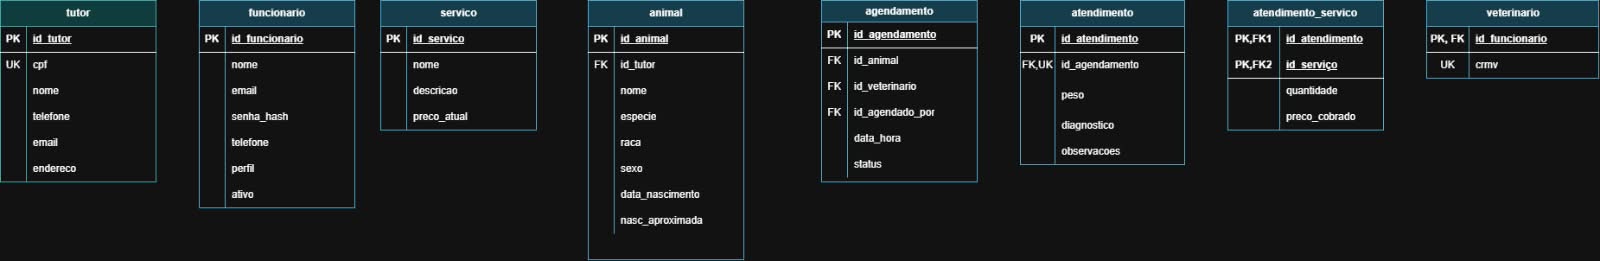 tutor
PK id_tutor
UK cpf
nome
telefone
email
endereco
funcionario
PK id_funcionario
nome
email
senha_hash
telefone
perfil
ativo
servico
PK id_servico
nome
descricao
preco_atual
animal
PK id_animal
FK id_tutor
nome
especie
raca
sexo
data_nascimento
nasc_aproximada
agendamento
PK id_agendamento
FK id_animal
FK id_veterinario
FK id_agendado_por
data_hora
status
atendimento
PK id_atendimento
FK,UK id_agendamento
peso
diagnostico
observacoes
atendimento_servico
PK,FK1 id_atendimento
PK,FK2 id_serviço
quantidade
preco_cobrado
veterinario
PK, FK id_funcionario
UK crmv